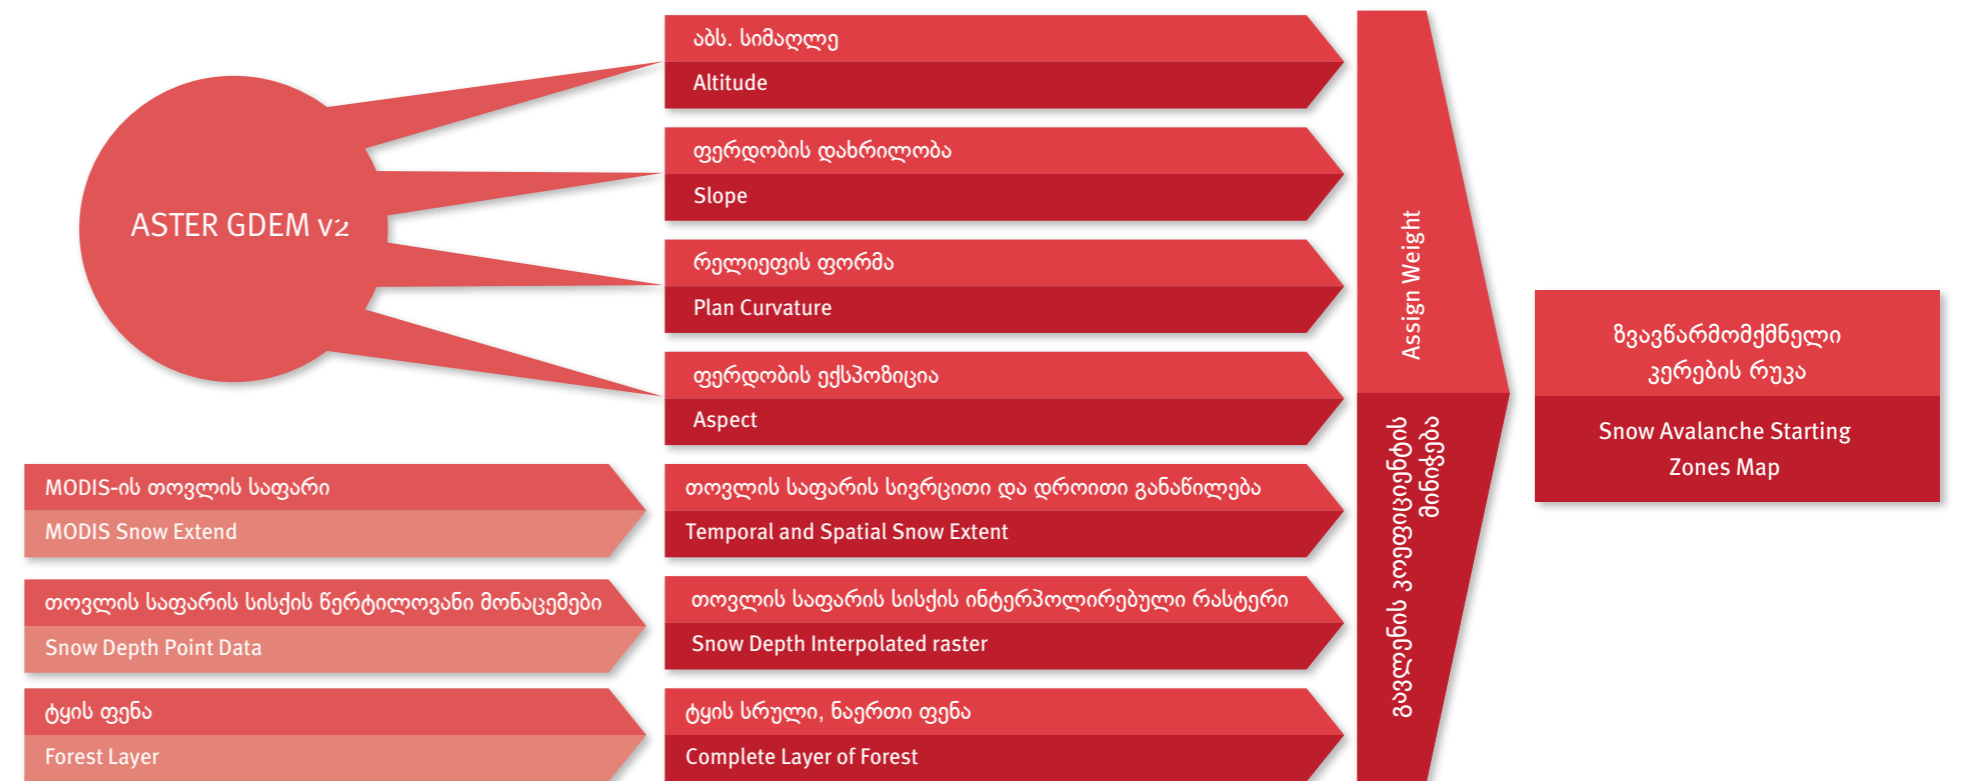 აბს. სიმაღლე
Altitude
ფერდობის დახრილობა
Slope
ASTER GDEM v2
რელიეფის ფორმა
Plan Curvature
ფერდობის ექსპოზიცია
Aspect
MODIS-ის თოვლის საფარი
MODIS Snow Extend
თოვლის საფარის სივრცითი და დროითი განაწილება
Temporal and Spatial Snow Extent
თოვლის საფარის სისქის წერტილოვანი მონაცემები
Snow Depth Point Data
თოვლის საფარის სისქის ინტერპოლირებული რასტერი
Snow Depth Interpolated raster
ტყის ფენა
Forest Layer
ტყის სრული, ნაერთი ფენა
Complete Layer of Forest
Assign Weight
გავლენის კოეფიციენტის
მინიჭება
ზვავწარმომქმნელი
კერების რუკა
Snow Avalanche Starting
Zones Map